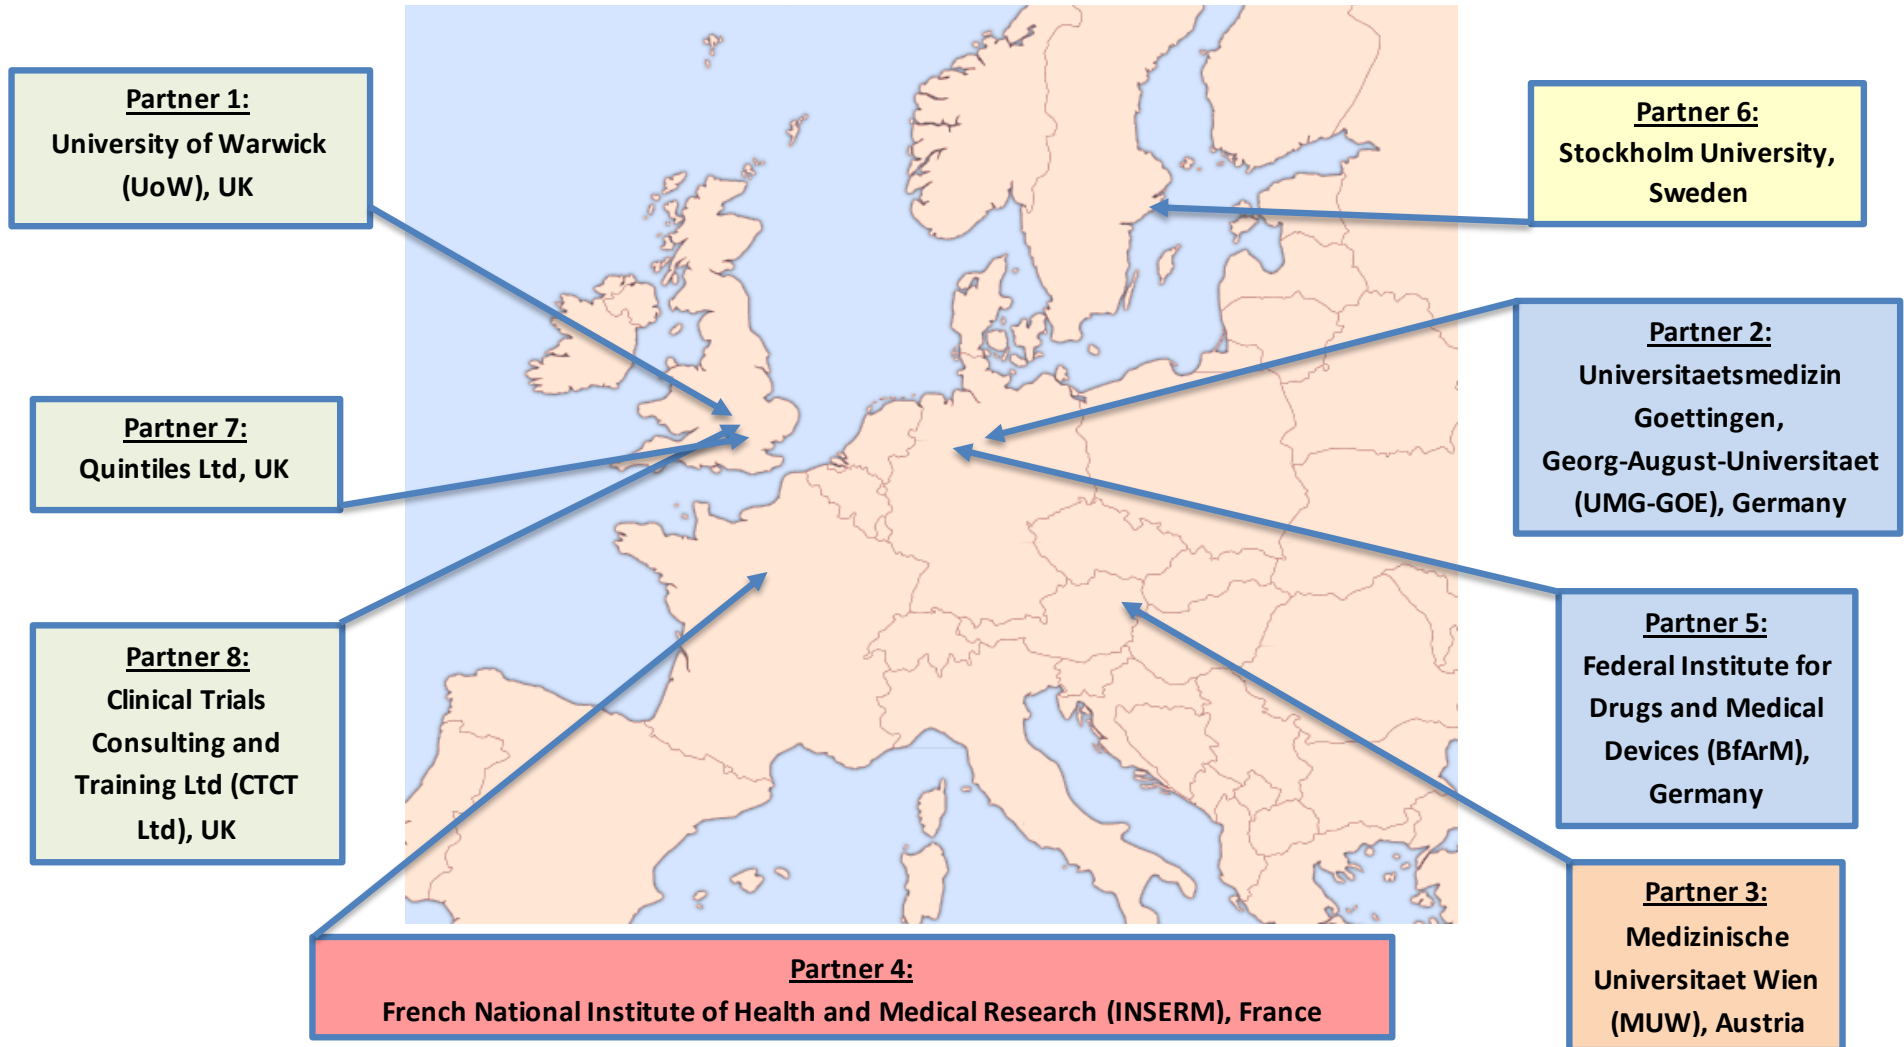 Partner 1:
University of Warwick
(UoW), UK
Partner 7:
Quintiles Ltd, UK
Partner 8:
Clinical Trials
Consulting and
Training Ltd (CTCT
Ltd), UK
Partner 4:
French National Institute of Health and Medical Research (INSERM), France
Partner 6:
Stockholm University,
Sweden
Partner 2:
Universitaetsmedizin
Goettingen,
Georg-August-Universitaet
(UMG-GOE), Germany
Partner 5:
Federal Institute for
Drugs and Medical
Devices (BfArM),
Germany
Partner 3:
Medizinische
Universitaet Wien
(MUW), Austria